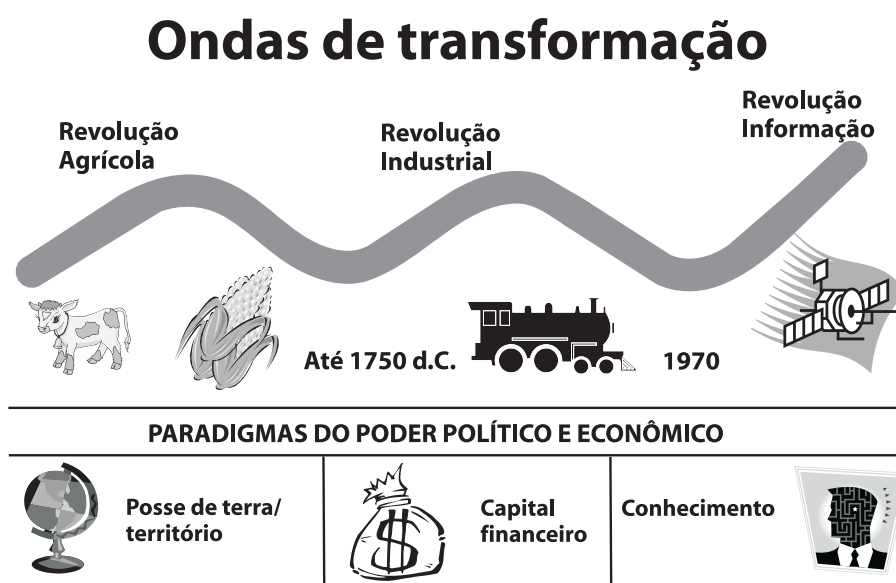 Ondas de transformação
Revolução
Agrícola
Revolução
Industrial
Revolução
Informação
Até 1750 d.C.
1970
PARADIGMAS DO PODER POLÍTICO E ECONÔMICO
Posse de terra/
território
$
Capital
financeiro
Conhecimento